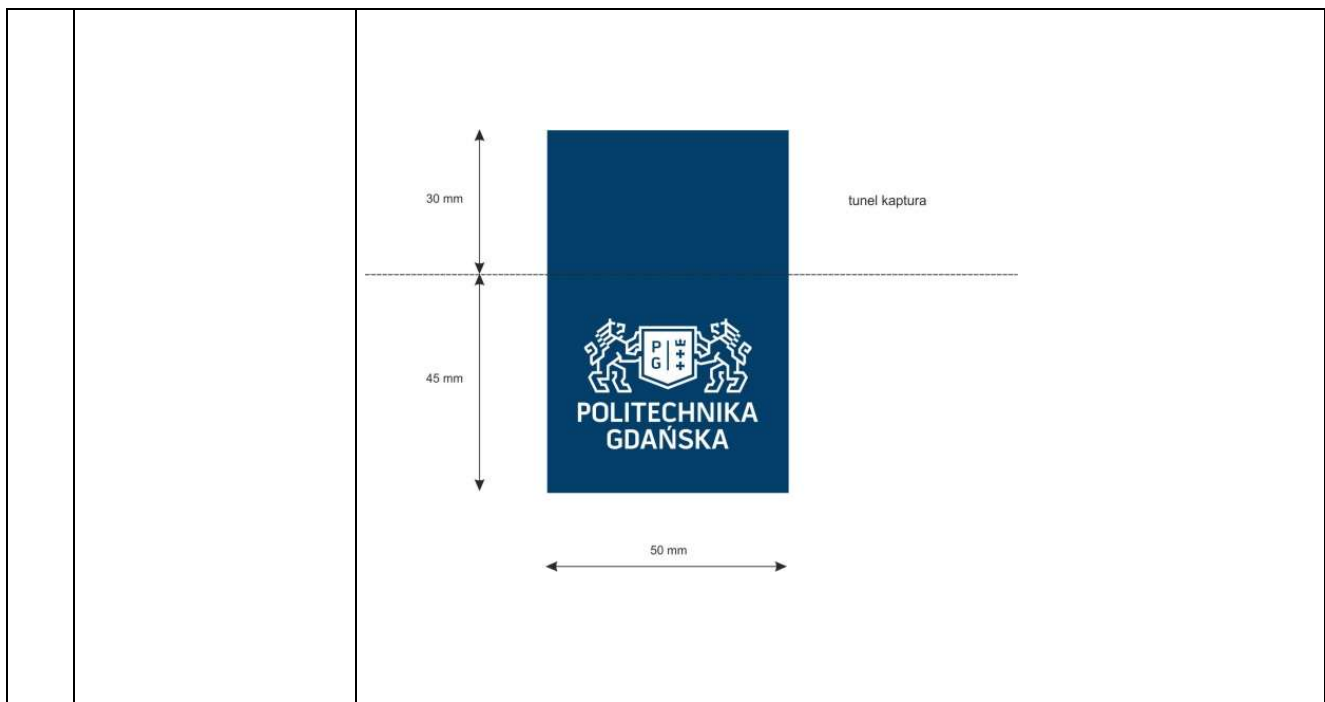 30 mm
tunel kaptura
45 mm
P
G
POLITECHNIKA
GDAŃSKA
50 mm